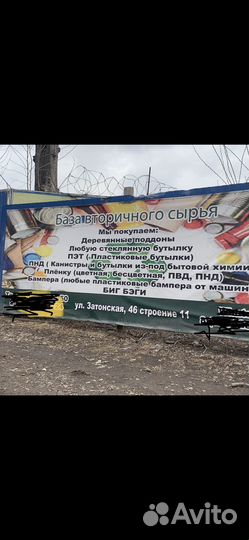 База вторичного сырья
Мы покупаем:
Деревянные поддоны
Любую стеклянную бутылку
ПЭТ ( Пластиковые бутылки)
ПНД ( Канистры и бутылки из-под бытовой химии
Плёнку (цветная, бесцветная, ПВД, ПНД)
Бампера (любые пластиковые бампера от машин
БИГ БЭГИ
ул. Затонская, 46 строение 11
Avito